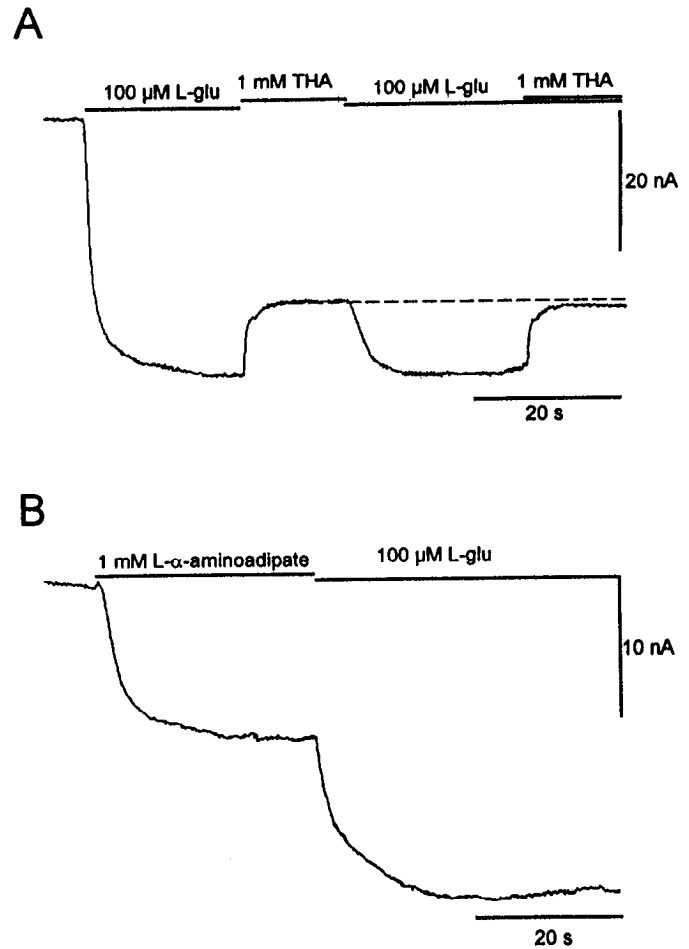 A
100 µM L-glu 1 mM THA 100 µM L-glu 1 mM THA
20 nA
20 s
B
1 mM L-α-aminoadipate 100 µM L-glu
10 nA
20 s